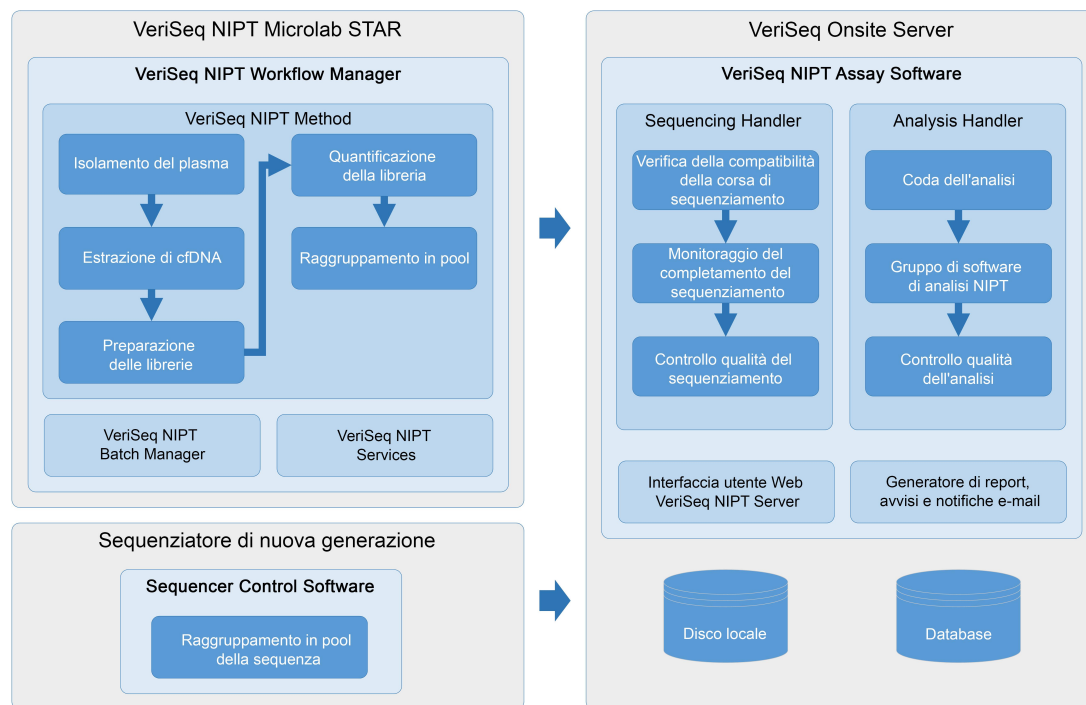 VeriSeq NIPT Microlab STAR
VeriSeq NIPT Workflow Manager
VeriSeq NIPT Method
Isolamento del plasma
Estrazione di cfDNA
Preparazione
delle librerie
Quantificazione
della libreria
Raggruppamento in pool
VeriSeq NIPT
Batch Manager
VeriSeq NIPT
Services
Sequenziatore di nuova generazione
Sequencer Control Software
Raggruppamento in pool
della sequenza
VeriSeq Onsite Server
VeriSeq NIPT Assay Software
Sequencing Handler
Verifica della compatibilità
della corsa di
sequenziamento
Monitoraggio del
completamento del
sequenziamento
Controllo qualità del
sequenziamento
Analysis Handler
Coda dell'analisi
Gruppo di software
di analisi NIPT
Controllo qualità
dell'analisi
Interfaccia utente Web
VeriSeq NIPT Server
Generatore di report,
avvisi e notifiche e-mail
Disco locale
Database